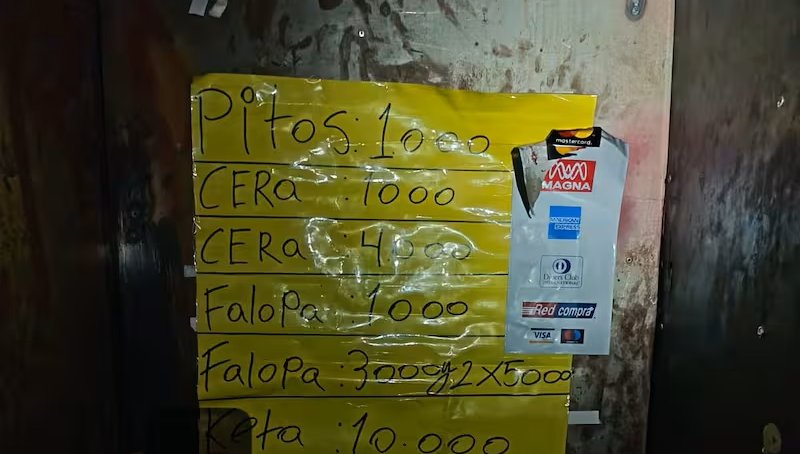 Pitos: 1000
CERa : 1000
CERa : 4000
Falopa : 1000
Falopa : 3000 y 2X5000
Keta : 10.000
mastercard.
MAGNA
AMERICAN EXPRESS
Diners Club
INTERNATIONAL
Red compra
VISA